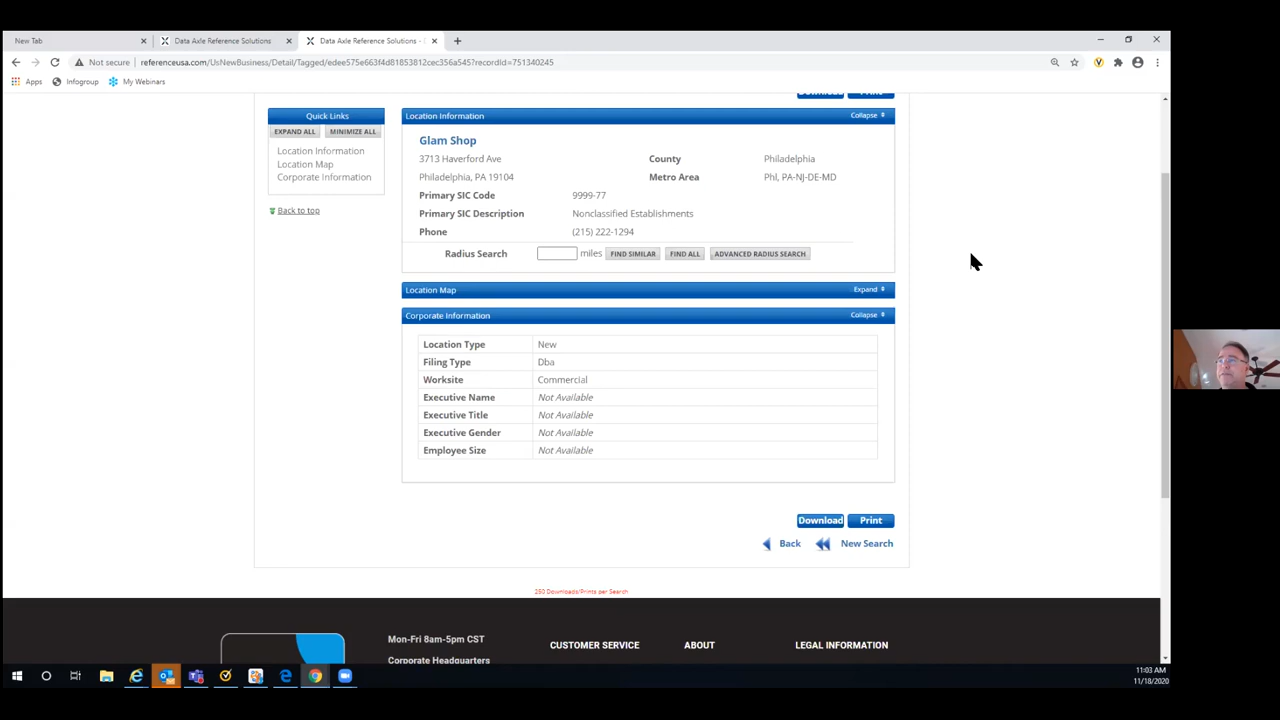 New Tab
Data Axle Reference Solutions
Data Axle Reference Solutions -
Not secure
referenceusa.com/UsNewBusiness/Detail/Tagged/edee575e663f4d81853812cec356a545?recordId=751340245
Apps
Infogroup
My Webinars
Download
Print
Quick Links
EXPAND ALL
MINIMIZE ALL
Location Information
Location Map
Corporate Information
Back to top
Location Information
Collapse
Glam Shop
3713 Haverford Ave
County
Philadelphia
Philadelphia, PA 19104
Metro Area
Phl, PA-NJ-DE-MD
Primary SIC Code
9999-77
Primary SIC Description
Nonclassified Establishments
Phone
(215) 222-1294
Radius Search
miles
FIND SIMILAR
FIND ALL
ADVANCED RADIUS SEARCH
Location Map
Expand
Corporate Information
Collapse
Location Type
New
Filing Type
Dba
Worksite
Commercial
Executive Name
Not Available
Executive Title
Not Available
Executive Gender
Not Available
Employee Size
Not Available
Download
Print
Back
New Search
250 Downloads/Prints per Search
Mon-Fri 8am-5pm CST
CUSTOMER SERVICE
ABOUT
LEGAL INFORMATION
Corporate Headquarters
11:03 AM
11/18/2020